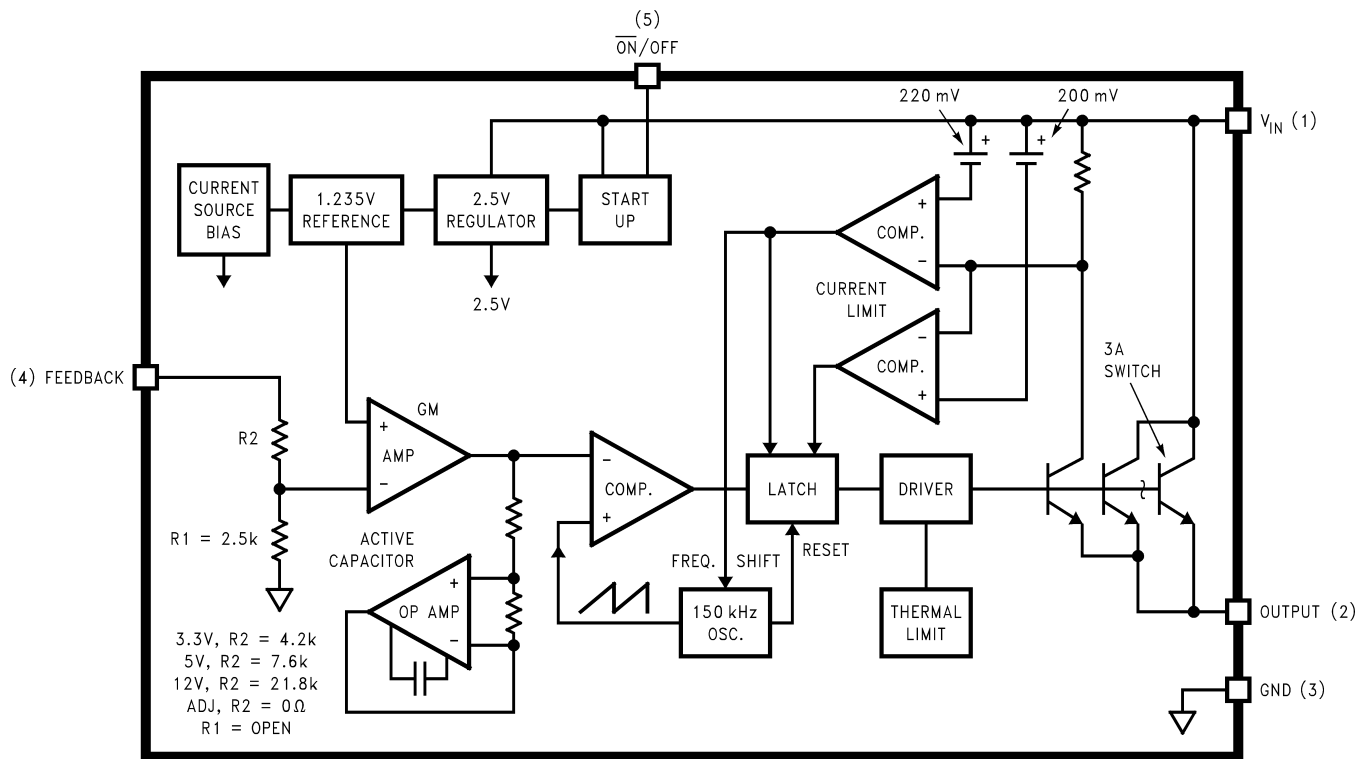 (5)
ON/OFF
220 mV
200 mV
VIN (1)
CURRENT
SOURCE
BIAS
1.235V
REFERENCE
2.5V
REGULATOR
START
UP
+
+
+
COMP.
−
2.5V
CURRENT
LIMIT
−
COMP.
+
3A
SWITCH
(4) FEEDBACK
GM
R2
+
AMP
−
−
COMP.
+
LATCH
DRIVER
R1 = 2.5k
ACTIVE
CAPACITOR
FREQ. SHIFT
RESET
+
OP AMP
−
150 kHz
OSC.
THERMAL
LIMIT
OUTPUT (2)
3.3V, R2 = 4.2k
5V, R2 = 7.6k
12V, R2 = 21.8k
ADJ, R2 = 0Ω
R1 = OPEN
GND (3)